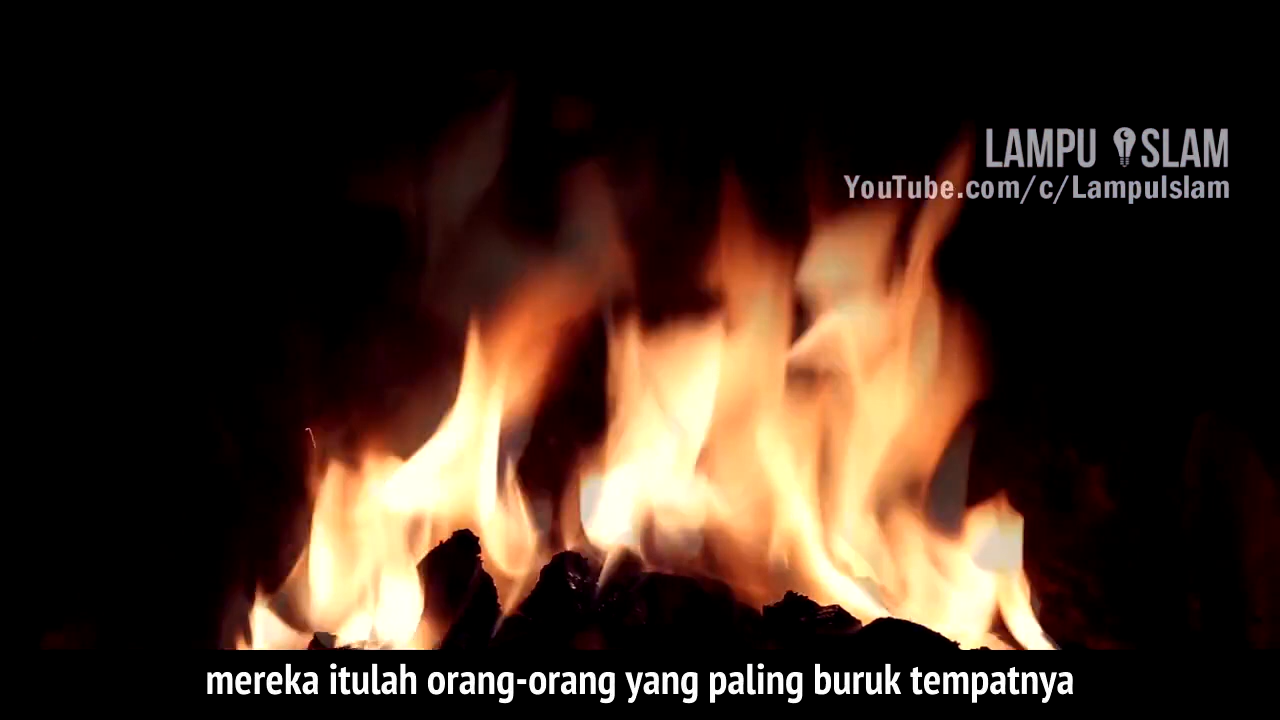 LAMPU ISLAM
YouTube.com/c/LampuIslam
mereka itulah orang-orang yang paling buruk tempatnya